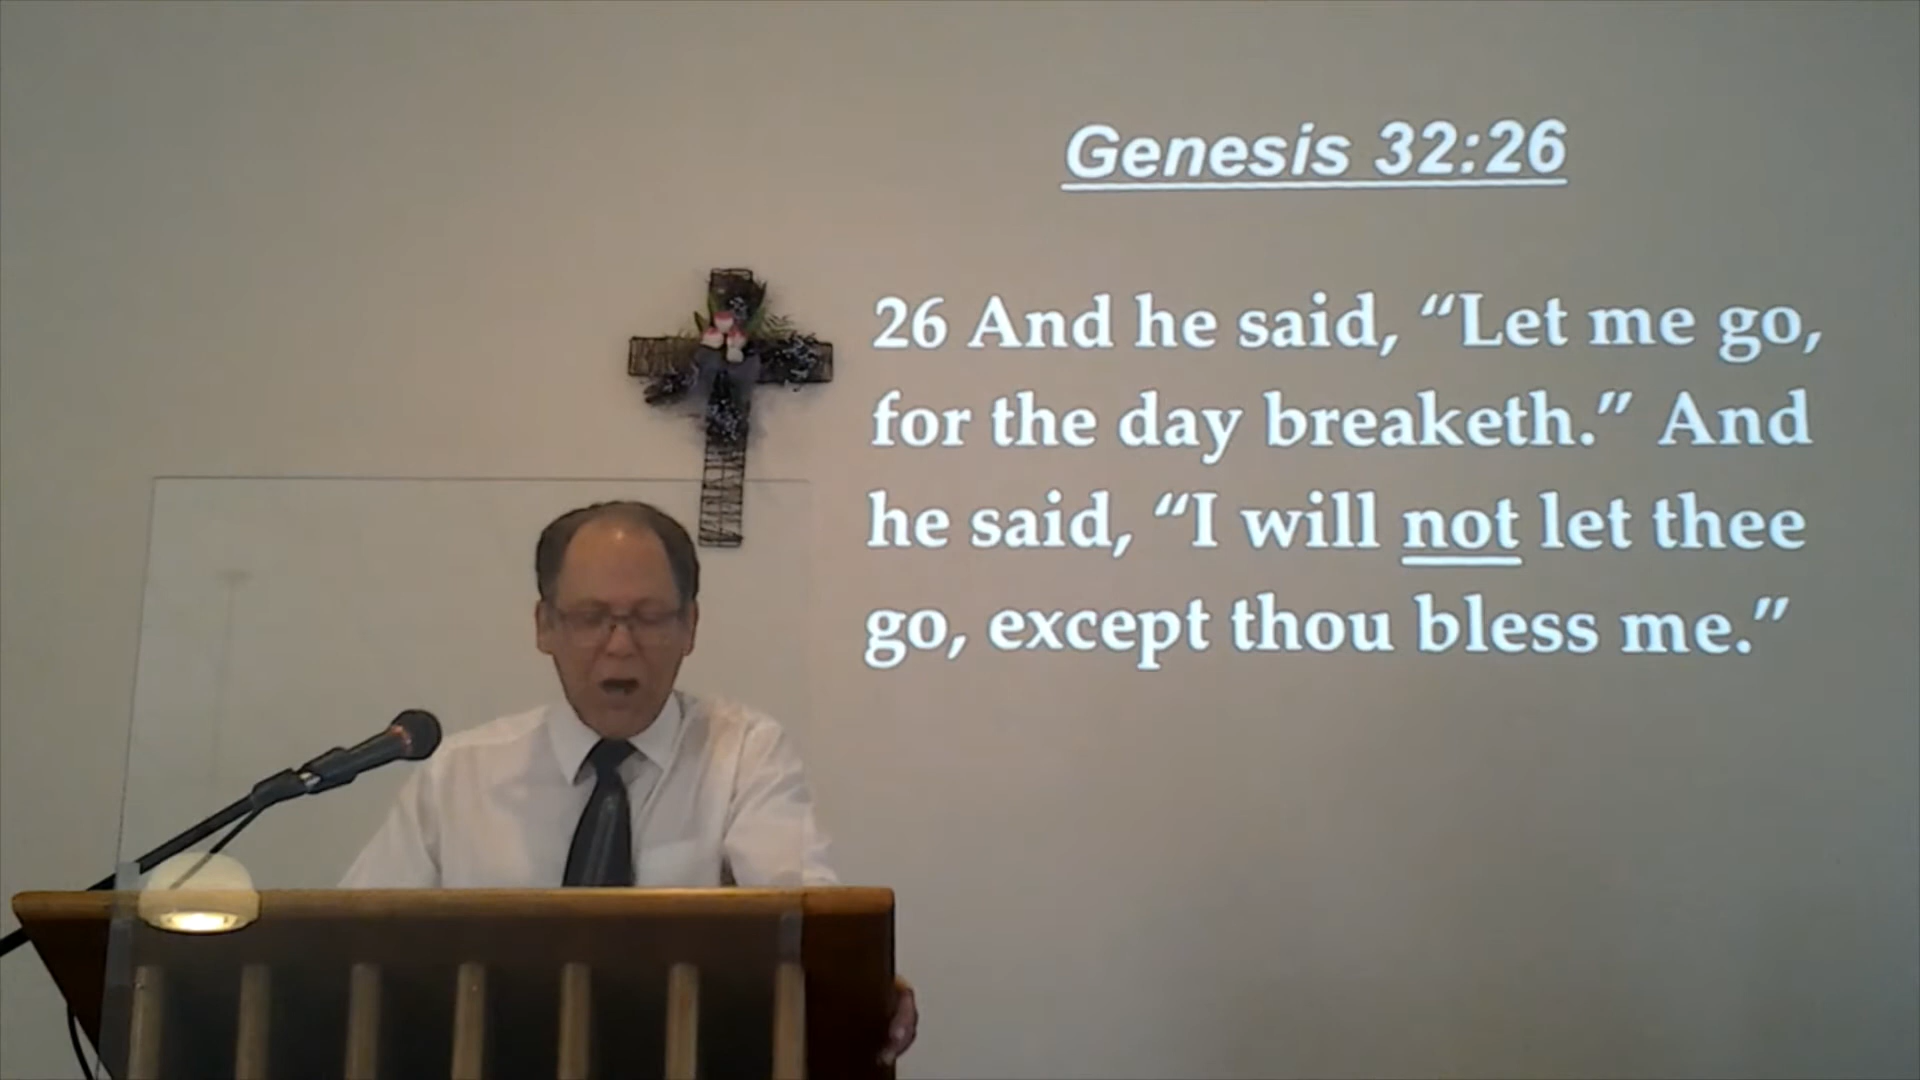 Genesis 32:26
26 And he said, “Let me go,
for the day breaketh.” And
he said, “I will not let thee
go, except thou bless me.”